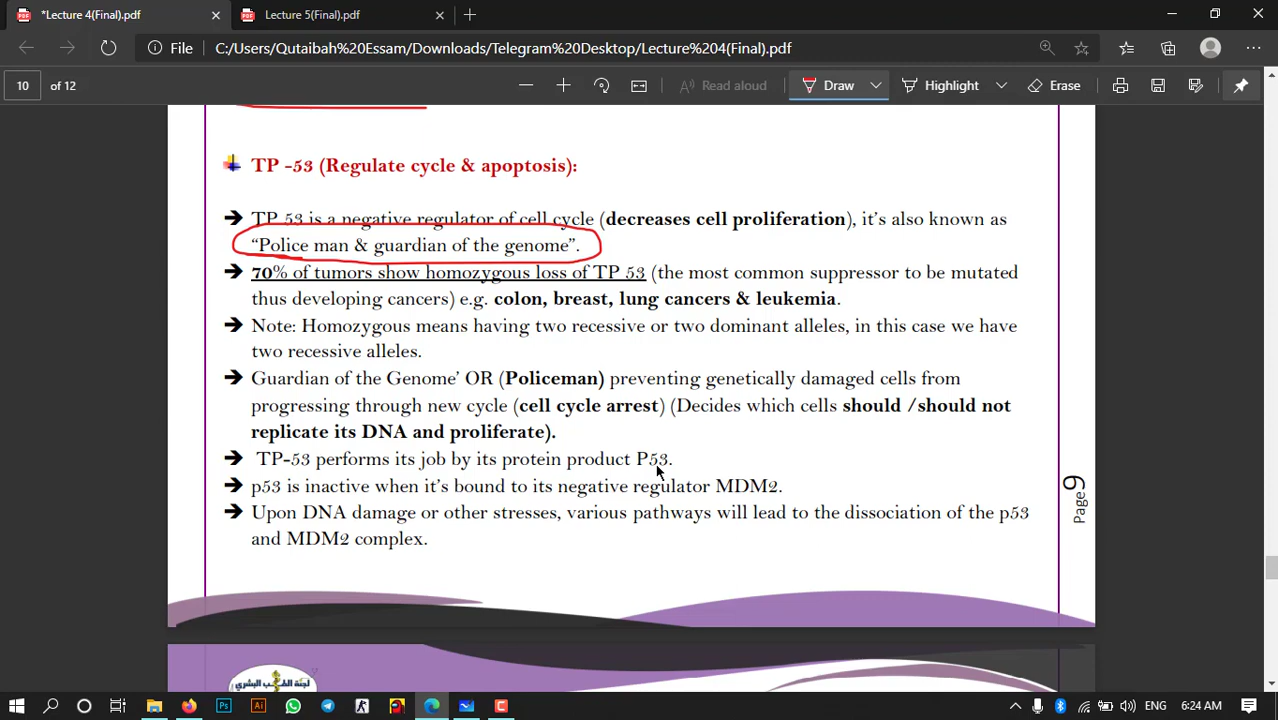 *Lecture 4(Final).pdf
Lecture 5(Final).pdf
File C:/Users/Qutaibah%20Essam/Downloads/Telegram%20Desktop/Lecture%204(Final).pdf
10 of 12
Read aloud
Draw
Highlight
Erase
TP -53 (Regulate cycle & apoptosis):
TP 53 is a negative regulator of cell cycle (decreases cell proliferation), it's also known as
“Police man & guardian of the genome”.
70% of tumors show homozygous loss of TP 53 (the most common suppressor to be mutated
thus developing cancers) e.g. colon, breast, lung cancers & leukemia.
Note: Homozygous means having two recessive or two dominant alleles, in this case we have
two recessive alleles.
Guardian of the Genome’ OR (Policeman) preventing genetically damaged cells from
progressing through new cycle (cell cycle arrest) (Decides which cells should /should not
replicate its DNA and proliferate).
TP-53 performs its job by its protein product P53.
p53 is inactive when it's bound to its negative regulator MDM2.
Upon DNA damage or other stresses, various pathways will lead to the dissociation of the p53
and MDM2 complex.
Page 9
لجنة الطب البشري
Ps
Ai
ENG
6:24 AM